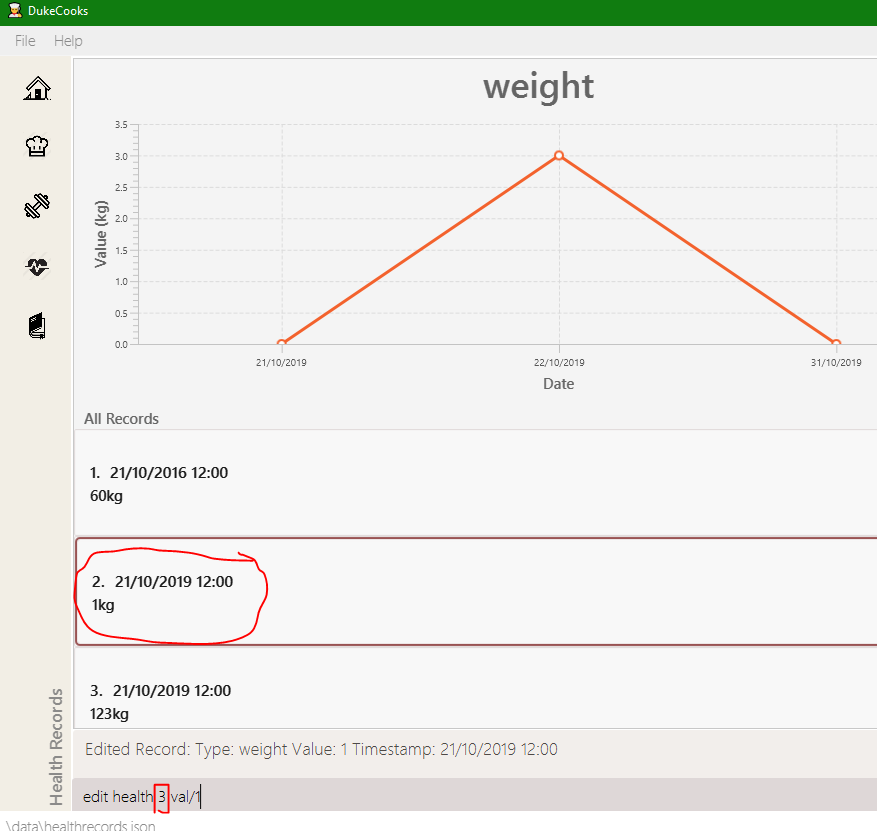 DukeCooks
File Help
weight
3.5
3.0
2.5
2.0
1.5
1.0
0.5
0.0
Value (kg)
21/10/2019 22/10/2019 31/10/2019
Date
All Records
1. 21/10/2016 12:00
60kg
2. 21/10/2019 12:00
1kg
3. 21/10/2019 12:00
123kg
Health Records
Edited Record: Type: weight Value: 1 Timestamp: 21/10/2019 12:00
edit health 3 val/1
.\data\healthrecords.json